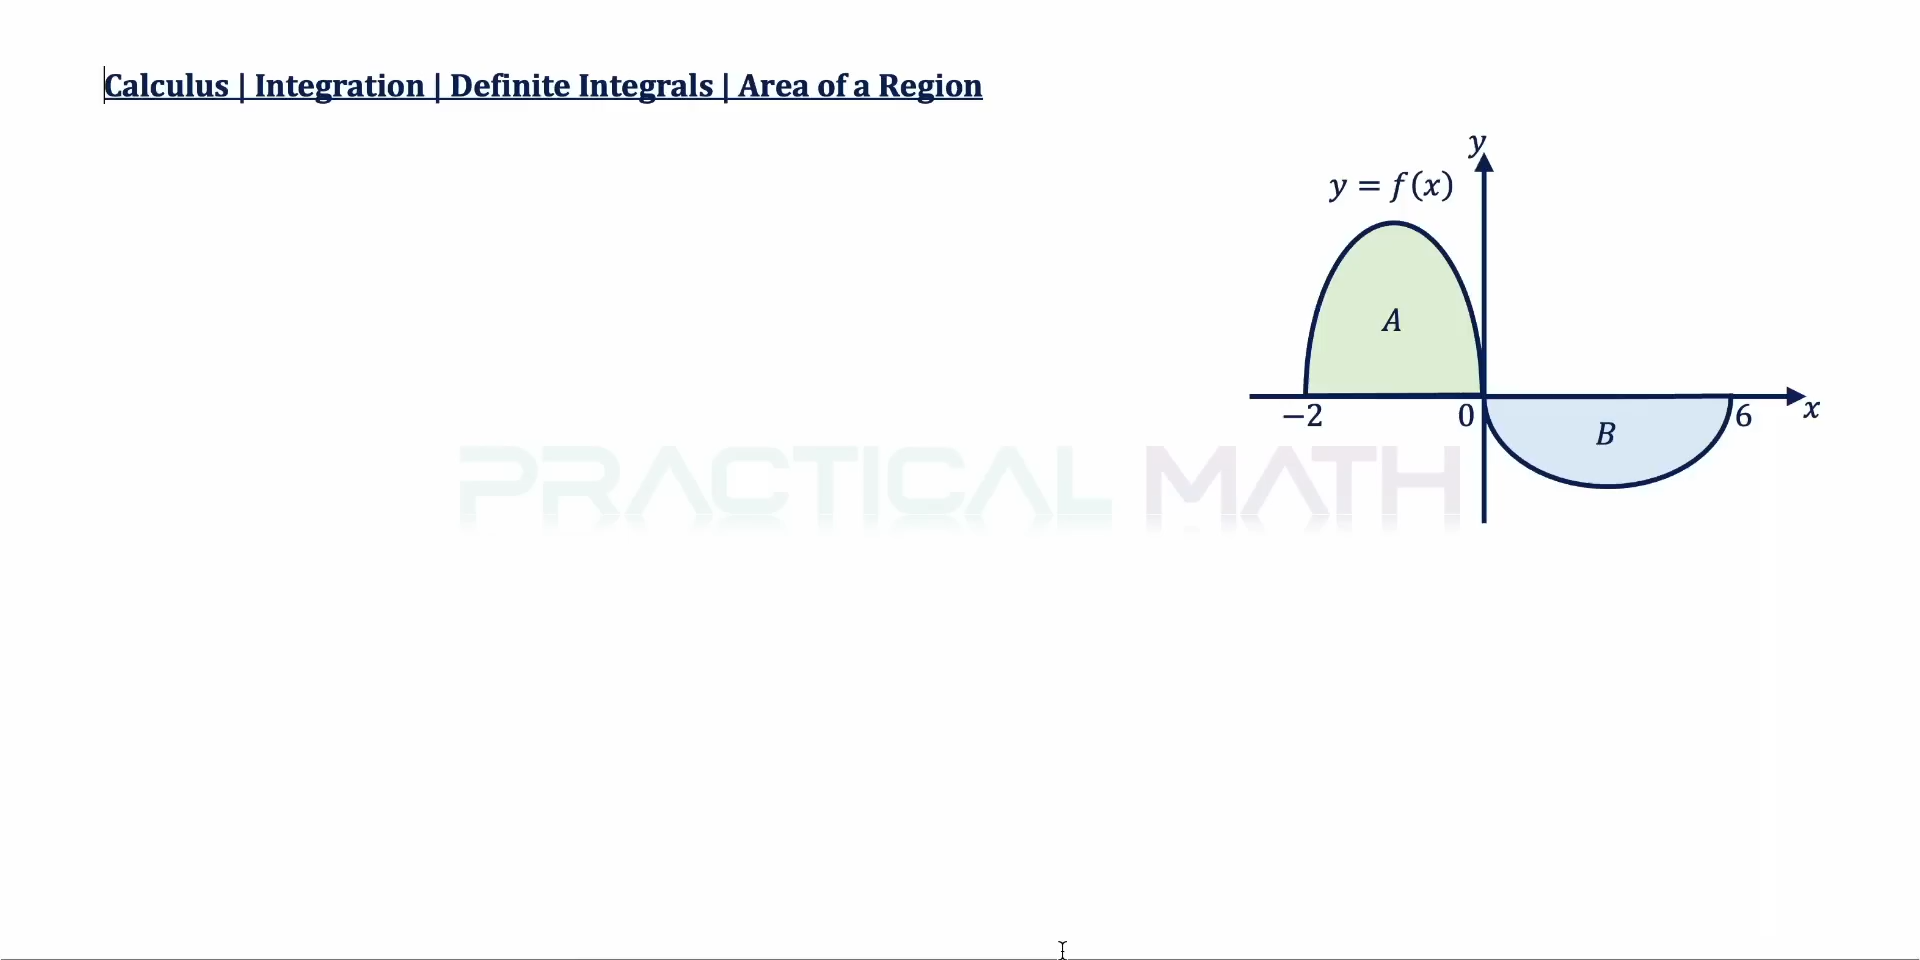 Calculus | Integration | Definite Integrals | Area of a Region
y
y = f(x)
A
−2
0
6
x
B
PRACTICAL MATH